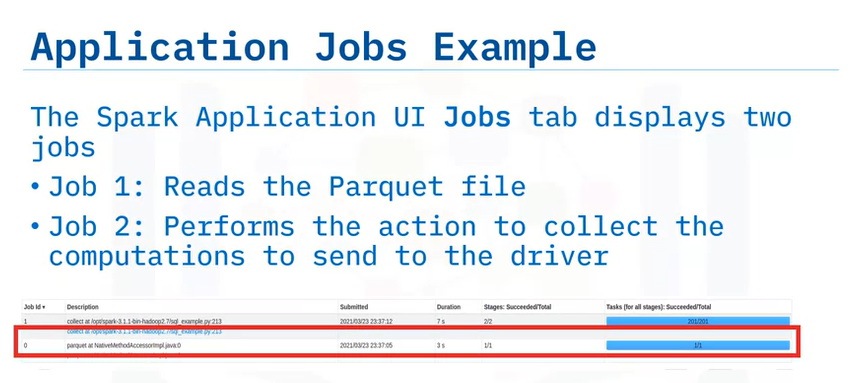 Application Jobs Example
The Spark Application UI Jobs tab displays two
jobs
• Job 1: Reads the Parquet file
• Job 2: Performs the action to collect the
computations to send to the driver
Job Id ▾ Description Submitted Duration Stages: Succeeded/Total Tasks (for all stages): Succeeded/Total
1 collect at /opt/spark-3.1.1-bin-hadoop2.7/sql_example.py:213 2021/03/23 23:37:12 7 s 2/2 201/201
collect at /opt/spark-3.1.1-bin-hadoop2.7/sql_example.py:213
0 parquet at NativeMethodAccessorImpl.java:0 2021/03/23 23:37:05 3 s 1/1 1/1